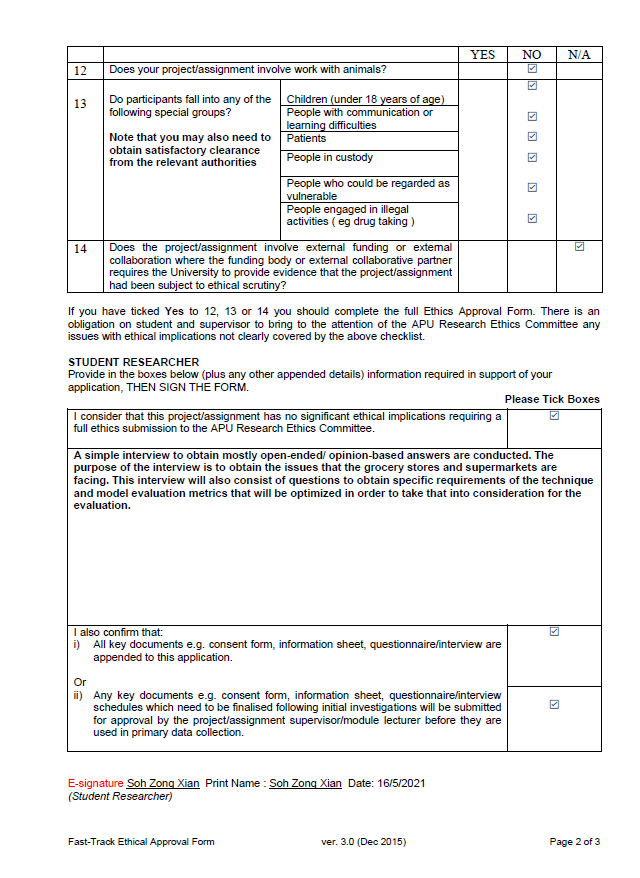 YES NO N/A
12 Does your project/assignment involve work with animals? ☑
13 Do participants fall into any of the
following special groups?
Note that you may also need to
obtain satisfactory clearance
from the relevant authorities
☑
Children (under 18 years of age)
People with communication or
learning difficulties ☑
Patients ☑
People in custody ☑
People who could be regarded as
vulnerable ☑
People engaged in illegal
activities ( eg drug taking ) ☑
14 Does the project/assignment involve external funding or external
collaboration where the funding body or external collaborative partner
requires the University to provide evidence that the project/assignment
had been subject to ethical scrutiny? ☑
If you have ticked Yes to 12, 13 or 14 you should complete the full Ethics Approval Form. There is an
obligation on student and supervisor to bring to the attention of the APU Research Ethics Committee any
issues with ethical implications not clearly covered by the above checklist.
STUDENT RESEARCHER
Provide in the boxes below (plus any other appended details) information required in support of your
application, THEN SIGN THE FORM.
Please Tick Boxes
I consider that this project/assignment has no significant ethical implications requiring a
full ethics submission to the APU Research Ethics Committee. ☑
A simple interview to obtain mostly open-ended/ opinion-based answers are conducted. The
purpose of the interview is to obtain the issues that the grocery stores and supermarkets are
facing. This interview will also consist of questions to obtain specific requirements of the technique
and model evaluation metrics that will be optimized in order to take that into consideration for the
evaluation.
I also confirm that: ☑
i) All key documents e.g. consent form, information sheet, questionnaire/interview are
appended to this application.
Or
ii) Any key documents e.g. consent form, information sheet, questionnaire/interview
schedules which need to be finalised following initial investigations will be submitted
for approval by the project/assignment supervisor/module lecturer before they are
used in primary data collection. ☑
E-signature Soh Zong Xian Print Name : Soh Zong Xian Date: 16/5/2021
(Student Researcher)
Fast-Track Ethical Approval Form ver. 3.0 (Dec 2015) Page 2 of 3